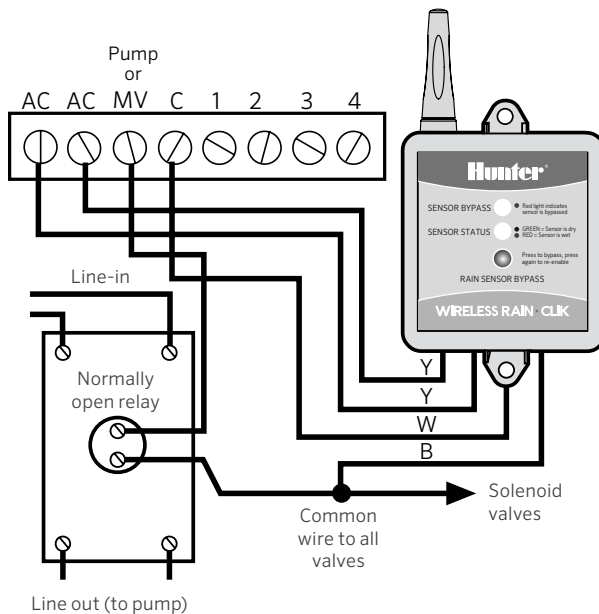 Pump
or
AC AC MV C 1 2 3 4
Hunter®
SENSOR BYPASS
Red light indicates
sensor is bypassed
SENSOR STATUS
GREEN = Sensor is dry
RED = Sensor is wet
Press to bypass, press
again to re-enable
RAIN SENSOR BYPASS
WIRELESS RAIN·CLIK
Line-in
Normally
open relay
Y
Y
W
B
Solenoid
valves
Common
wire to all
valves
Line out (to pump)